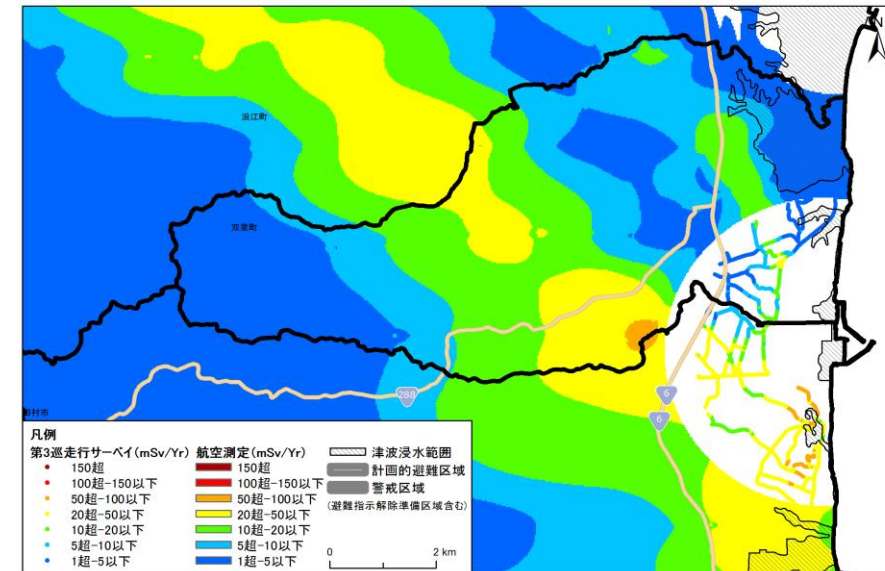 浪江町
双葉町
288
6
6
田村市
凡例
第3巡走行サーベイ(mSv/Yr) 航空測定(mSv/Yr)
150超 150超
100超-150以下 100超-150以下
50超-100以下 50超-100以下
20超-50以下 20超-50以下
10超-20以下 10超-20以下
5超-10以下 5超-10以下
1超-5以下 1超-5以下
津波浸水範囲
計画的避難区域
警戒区域
(避難指示解除準備区域含む)
0 2 km